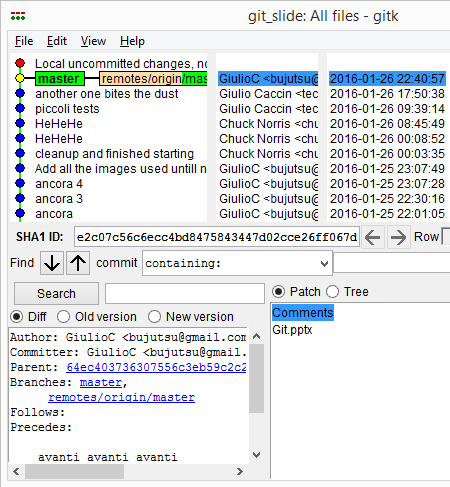 git_slide: All files - gitk
File Edit View Help
Local uncommitted changes, no
master remotes/origin/mas GiulioC <bujutsu@ 2016-01-26 22:40:57
another one bites the dust Giulio Caccin <tec 2016-01-26 17:50:38
piccoli tests Gulio Caccin <tec 2016-01-26 09:39:14
HeHeHe Chuck Norris <chu 2016-01-26 08:45:49
HeHeHe Chuck Norris <cht 2016-01-26 00:08:52
cleanup and finished starting Chuck Norris <cht 2016-01-26 00:03:35
Add all the images used untill n GiulioC <bujutsu@ 2016-01-25 23:07:49
ancora 4 GiulioC <bujutsu@ 2016-01-25 23:07:28
ancora 3 GiulioC <bujutsu@ 2016-01-25 22:30:16
ancora GiulioC <bujutsu@ 2016-01-25 22:01:05
SHA1 ID: e2c07c56c6ecc4bd8475843447d02cce26ff067d Row
Find commit containing:
Search
Patch Tree
Diff Old version New version
Comments
Git.pptx
Author: GiulioC <bujutsu@gmail.com
Committer: GiulioC <bujutsu@gmail.
Parent: 64ec403736307556c3eb59c2c2
Branches: master,
remotes/origin/master
Follows:
Precedes:
avanti avanti avanti